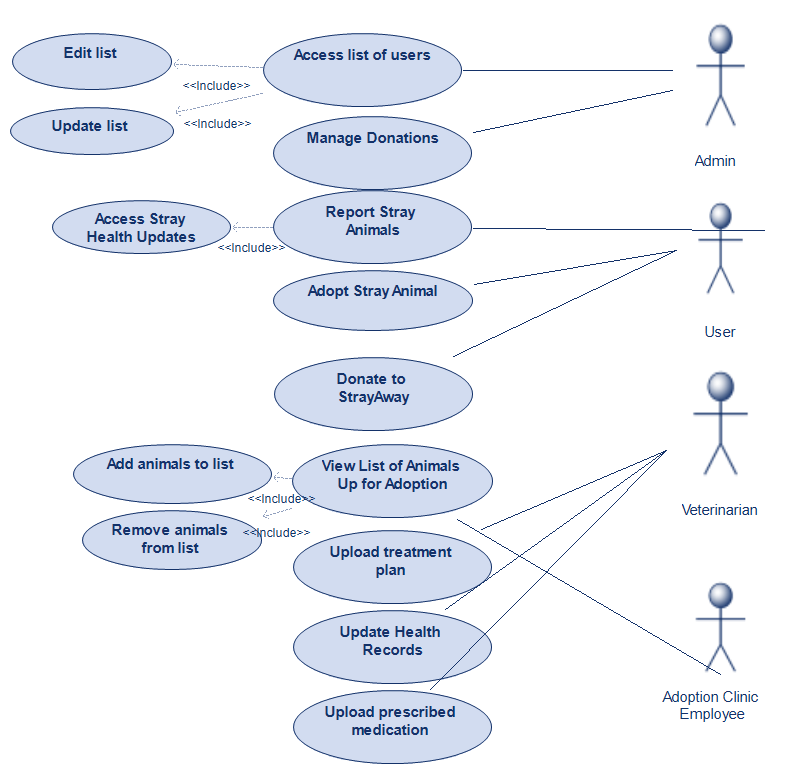 Edit list
Access list of users
<<Include>>
Update list
<<Include>>
Manage Donations
Admin
Access Stray
Health Updates
<<Include>>
Report Stray
Animals
Adopt Stray Animal
User
Donate to
StrayAway
Add animals to list
View List of Animals
Up for Adoption
<<Include>>
Veterinarian
Remove animals
from list
<<Include>>
Upload treatment
plan
Update Health
Records
Adoption Clinic
Employee
Upload prescribed
medication